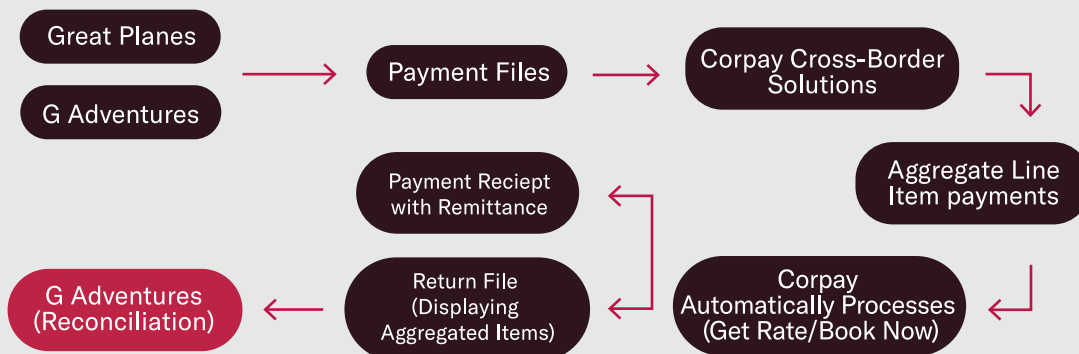 Great Planes
G Adventures
Payment Files
Corpay Cross-Border
Solutions
Aggregate Line
Item payments
Corpay
Automatically Processes
(Get Rate/Book Now)
Payment Reciept
with Remittance
Return File
(Displaying
Aggregated Items)
G Adventures
(Reconciliation)